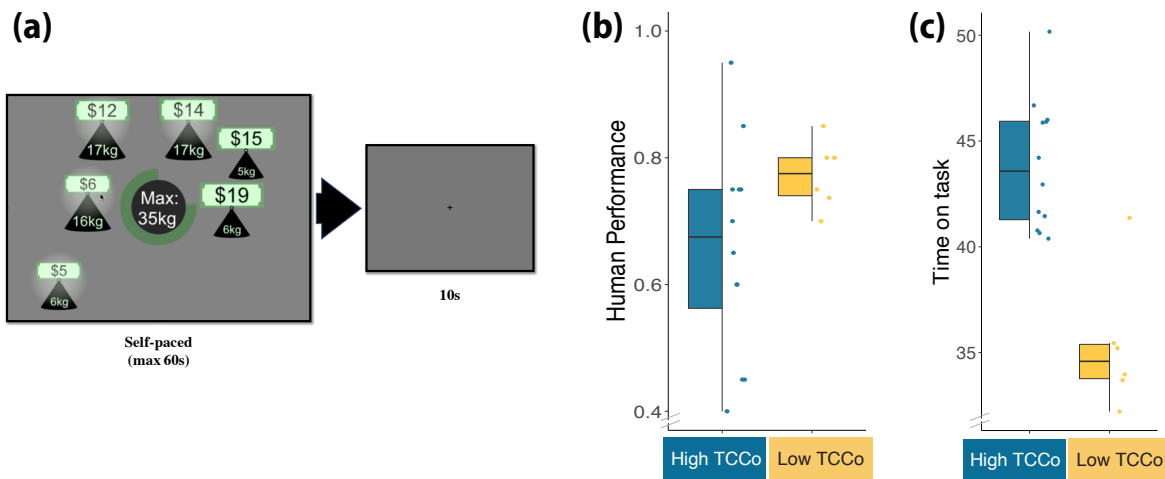 (a)
$12
17kg
$14
17kg
$15
5kg
$6
16kg
Max:
35kg
$19
6kg
$5
6kg
Self-paced
(max 60s)
10s
(b)
Human Performance
1.0
0.8
0.6
0.4
High TCCo
Low TCCo
(c)
Time on task
50
45
40
35
High TCCo
Low TCCo